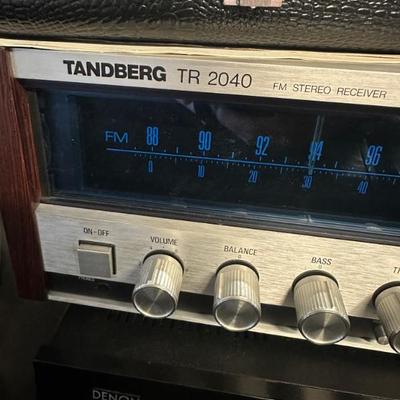 TANDBERG TR 2040 FM STEREO RECEIVER
FM 88 90 92 94 96
0 10 20 30 40
ON-OFF VOLUME BALANCE BASS
DENON